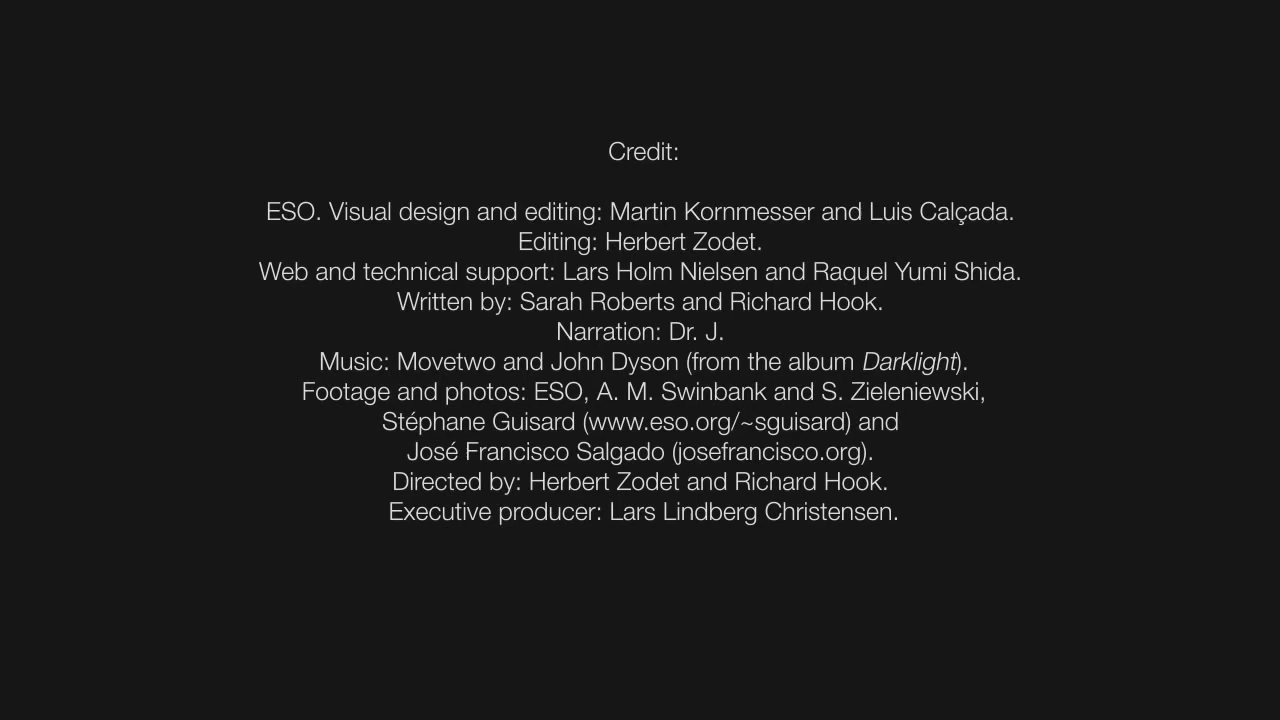 Credit:
ESO. Visual design and editing: Martin Kornmesser and Luis Calçada.
Editing: Herbert Zodet.
Web and technical support: Lars Holm Nielsen and Raquel Yumi Shida.
Written by: Sarah Roberts and Richard Hook.
Narration: Dr. J.
Music: Movetwo and John Dyson (from the album Darklight).
Footage and photos: ESO, A. M. Swinbank and S. Zieleniewski,
Stéphane Guisard (www.eso.org/~sguisard) and
José Francisco Salgado (josefrancisco.org).
Directed by: Herbert Zodet and Richard Hook.
Executive producer: Lars Lindberg Christensen.